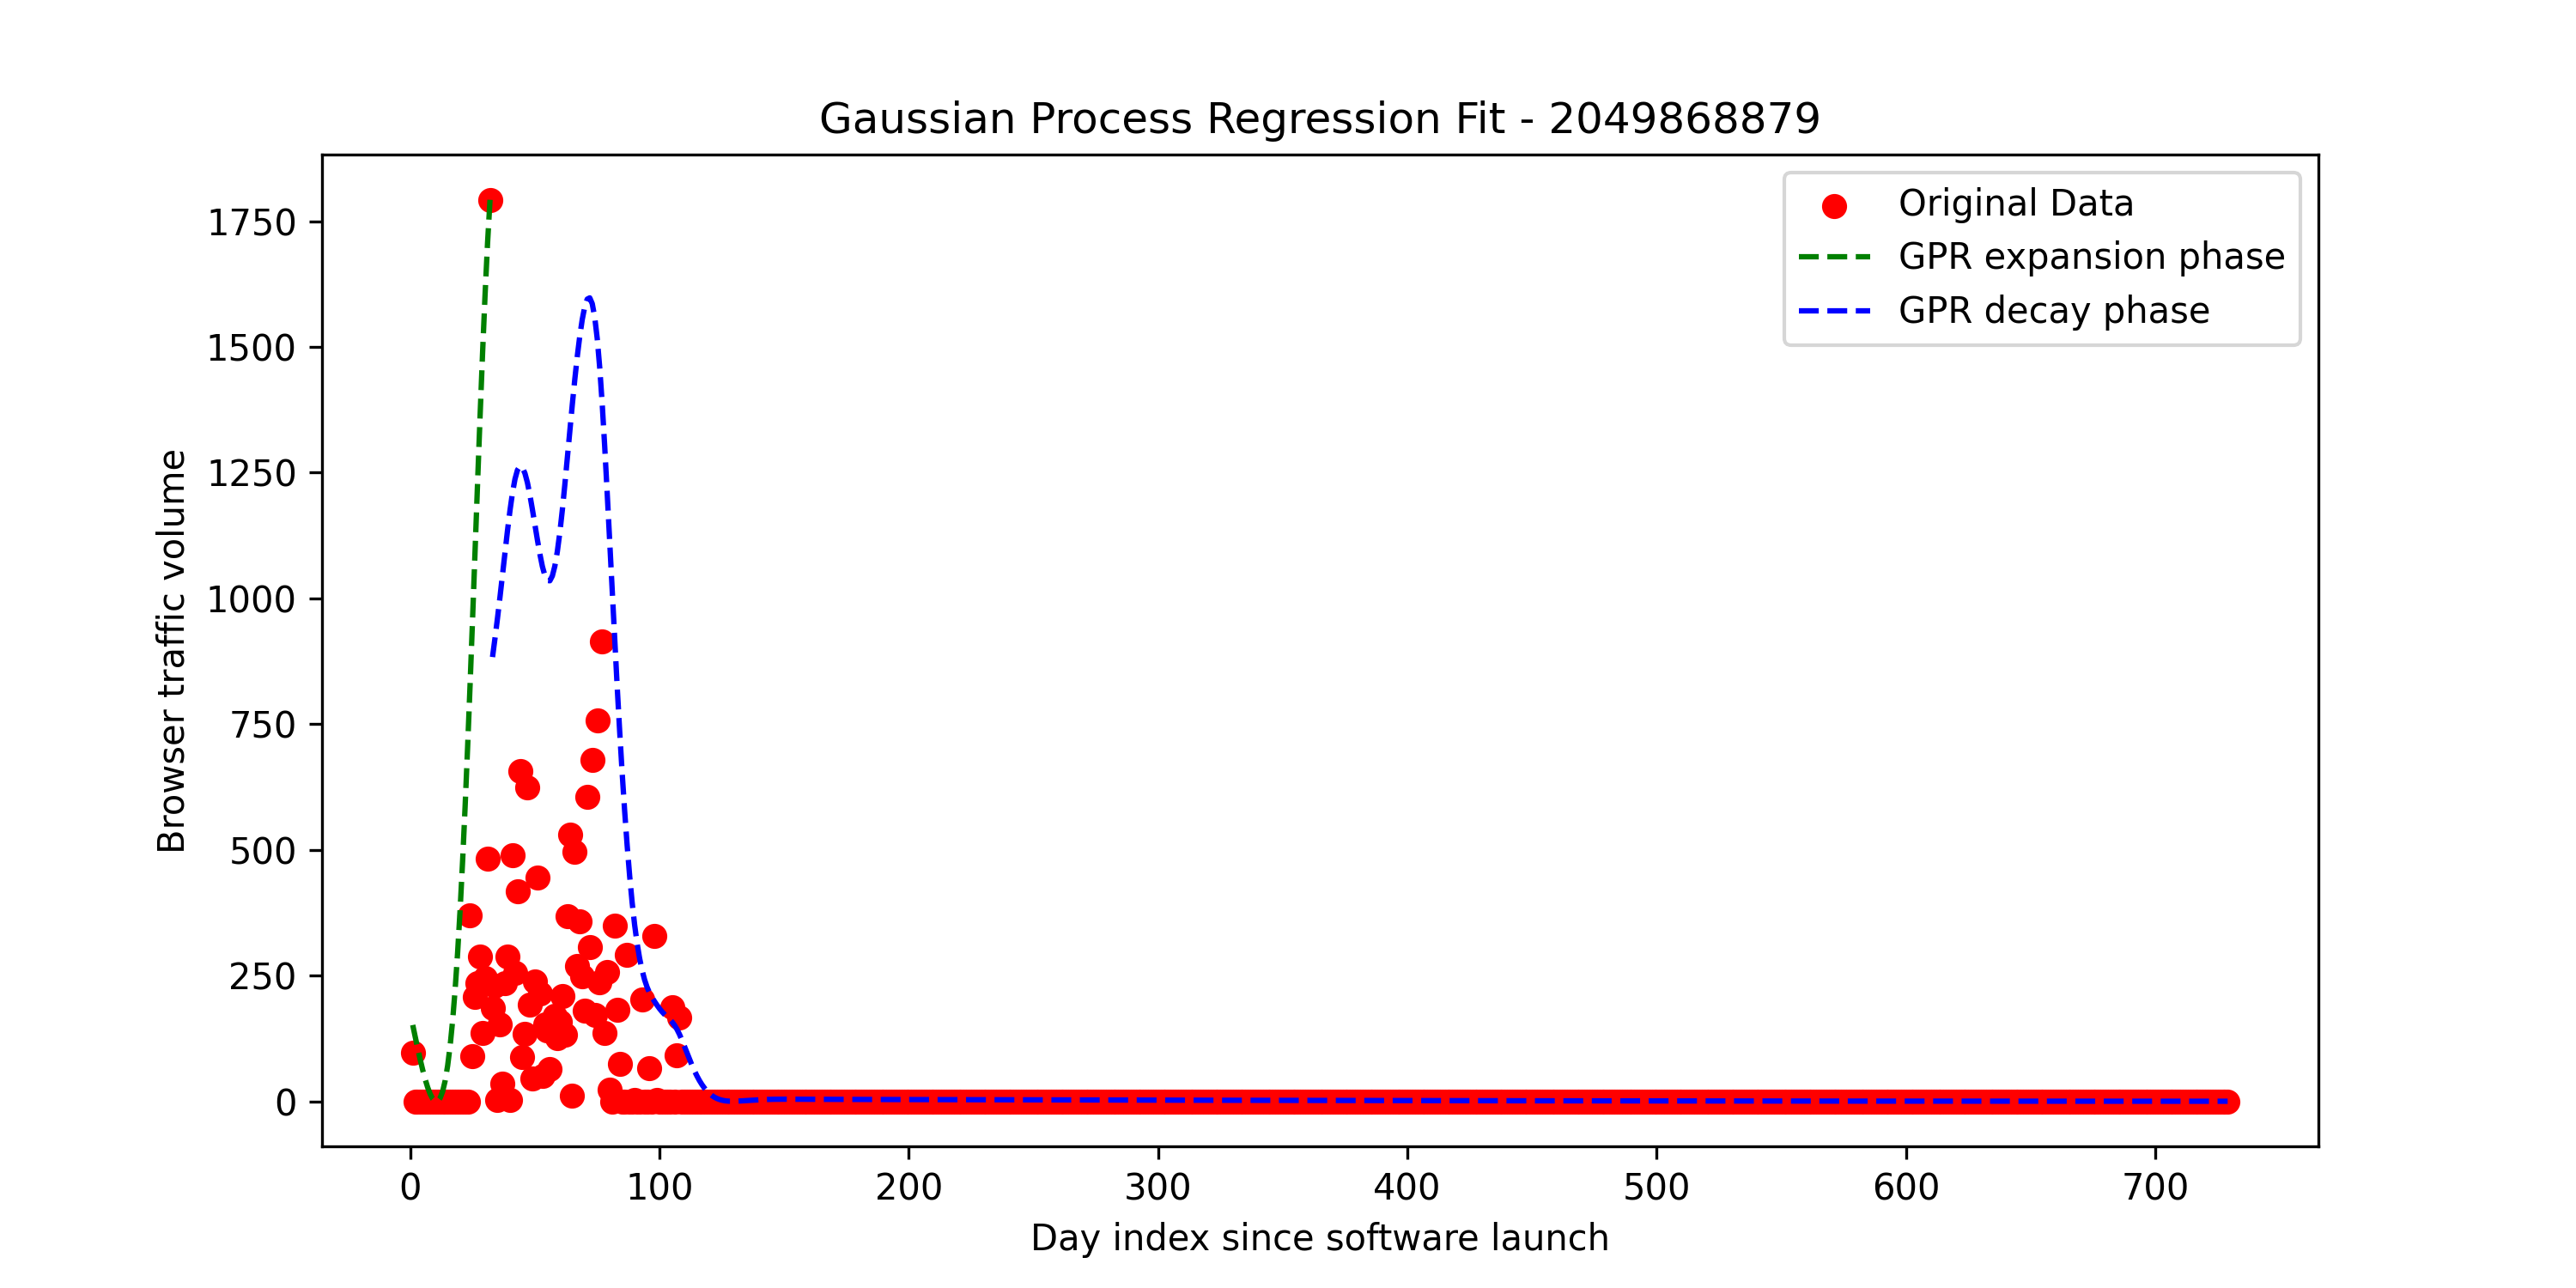 Gaussian Process Regression Fit - 2049868879
Original Data
GPR expansion phase
GPR decay phase
Browser traffic volume
1750
1500
1250
1000
750
500
250
0
0 100 200 300 400 500 600 700
Day index since software launch